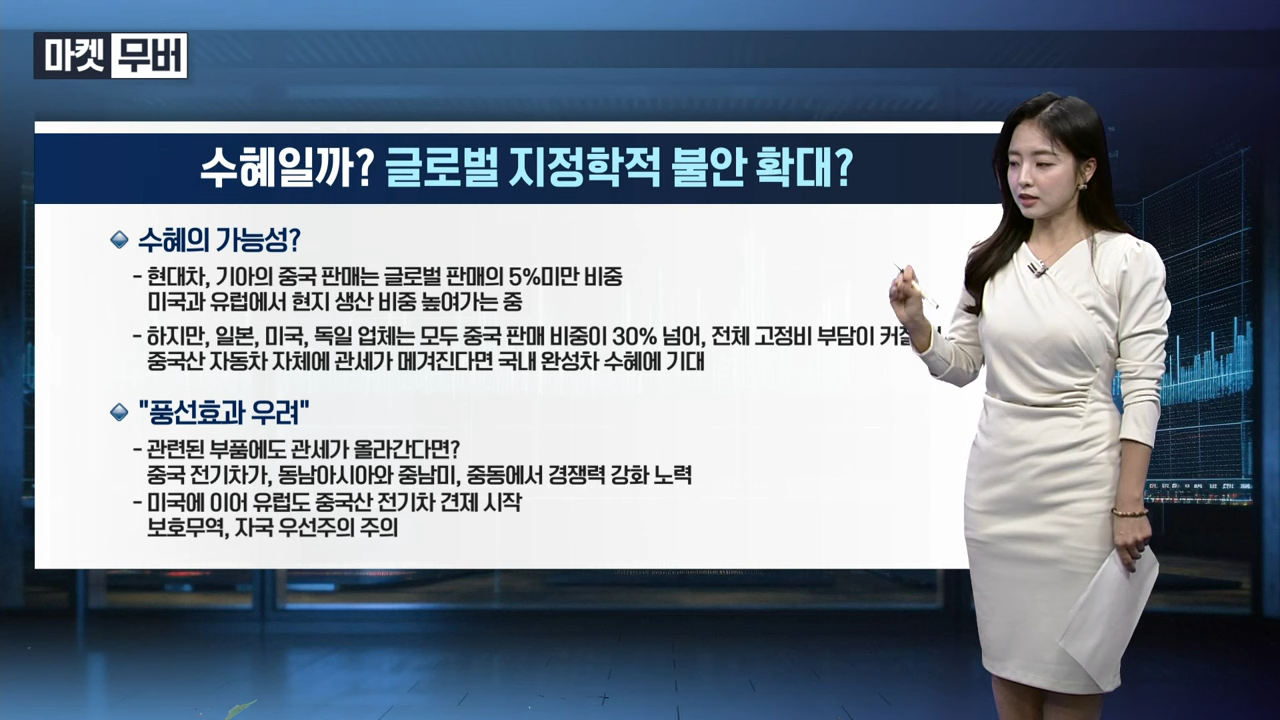 마켓무버
수혜일까? 글로벌 지정학적 불안 확대?
수혜의 가능성?
- 현대차, 기아의 중국 판매는 글로벌 판매의 5%미만 비중
미국과 유럽에서 현지 생산 비중 높여가는 중
- 하지만, 일본, 미국, 독일 업체는 모두 중국 판매 비중이 30% 넘어, 전체 고정비 부담이
중국산 자동차 자체에 관세가 메겨진다면 국내 완성차 수혜에 기대
"풍선효과 우려"
- 관련된 부품에도 관세가 올라간다면?
중국 전기차가, 동남아시아와 중남미, 중동에서 경쟁력 강화 노력
- 미국에 이어 유럽도 중국산 전기차 견제 시작
보호무역, 자국 우선주의 주의